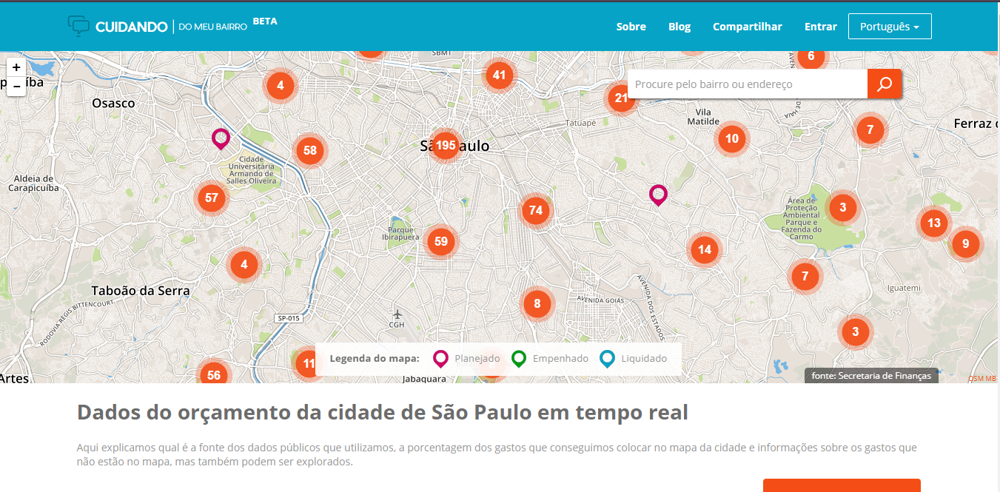 CUIDANDO DO MEU BAIRRO BETA
Sobre Blog Compartilhar Entrar Português
+
−
SBMT
6
41
4
Osasco
Procure pelo bairro ou endereço
21
Tatuapé
Vila
Matilde
Ferraz
7
10
58
195
Cidade
Universitária
Armando de
Salles Oliveira
Aldeia de
Carapicuíba
57
74
Área de
Proteção
Ambiental
Parque e
Fazenda do
Carmo
3
13
9
Parque
Ibirapuera
59
14
4
7
Taboão da Serra
Iguatemi
RODOVIA RÉGIS BITTENCOURT
8
AVENIDA GOIÁS
AVENIDA DOS ESTADOS
SP-015
CGH
3
11
Legenda do mapa: Planejado Empenhado Liquidado
8
56
Artes
Jabaquara
fonte: Secretaria de Finanças
OSM MB
Dados do orçamento da cidade de São Paulo em tempo real
Aqui explicamos qual é a fonte dos dados públicos que utilizamos, a porcentagem dos gastos que conseguimos colocar no mapa da cidade e informações sobre os gastos que
não estão no mapa, mas também podem ser explorados.